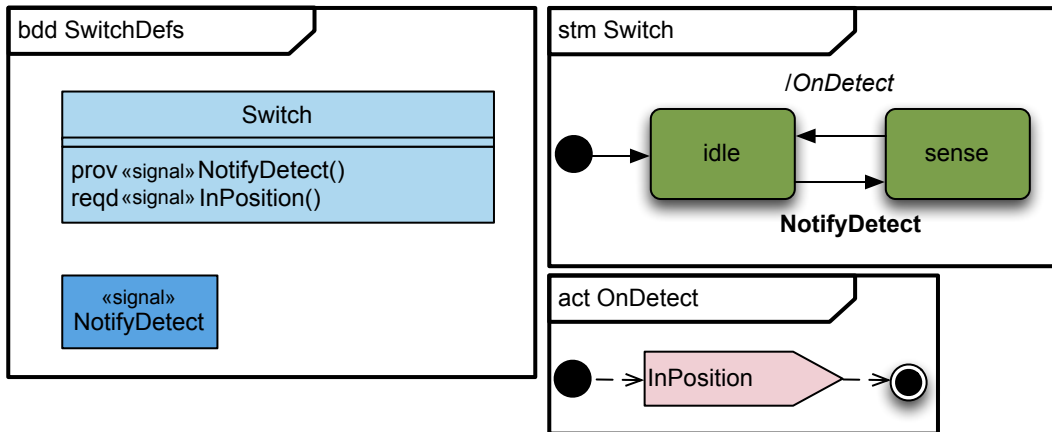 bdd SwitchDefs
Switch
prov «signal» NotifyDetect()
reqd «signal» InPosition()
«signal»
NotifyDetect
stm Switch
/OnDetect
idle
sense
NotifyDetect
act OnDetect
InPosition